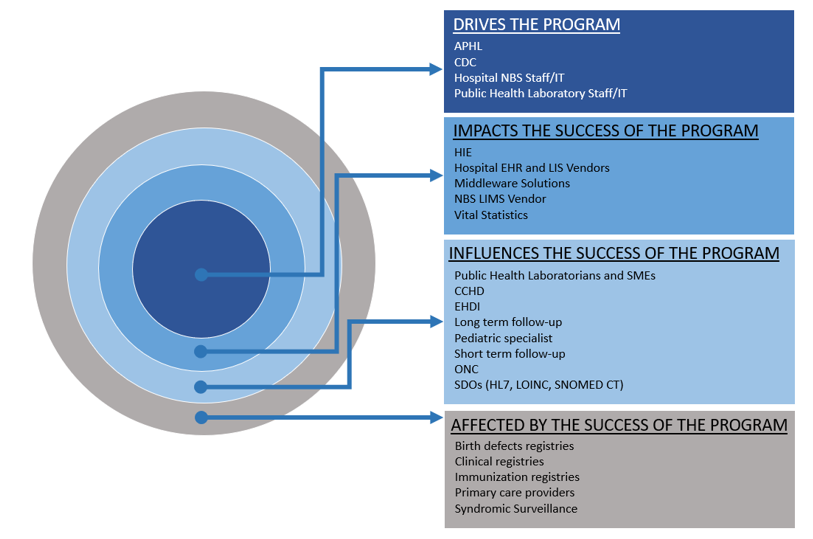 DRIVES THE PROGRAM
APHL
CDC
Hospital NBS Staff/IT
Public Health Laboratory Staff/IT
IMPACTS THE SUCCESS OF THE PROGRAM
HIE
Hospital EHR and LIS Vendors
Middleware Solutions
NBS LIMS Vendor
Vital Statistics
INFLUENCES THE SUCCESS OF THE PROGRAM
Public Health Laboratorians and SMEs
CCHD
EHDI
Long term follow-up
Pediatric specialist
Short term follow-up
ONC
SDOs (HL7, LOINC, SNOMED CT)
AFFECTED BY THE SUCCESS OF THE PROGRAM
Birth defects registries
Clinical registries
Immunization registries
Primary care providers
Syndromic Surveillance